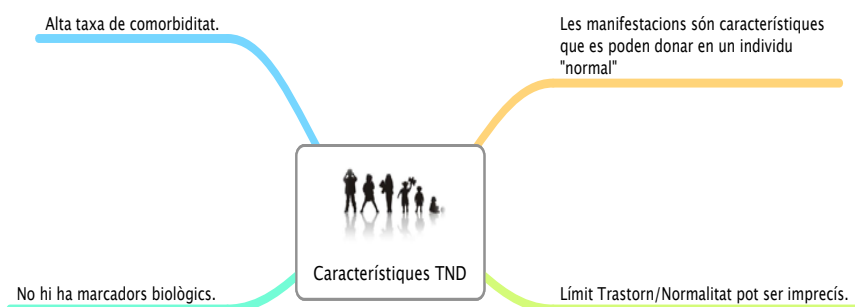 Alta taxa de comorbiditat.
Les manifestacions són característiques
que es poden donar en un individu
"normal"
Característiques TND
No hi ha marcadors biològics.
Límit Trastorn/Normalitat pot ser imprecís.